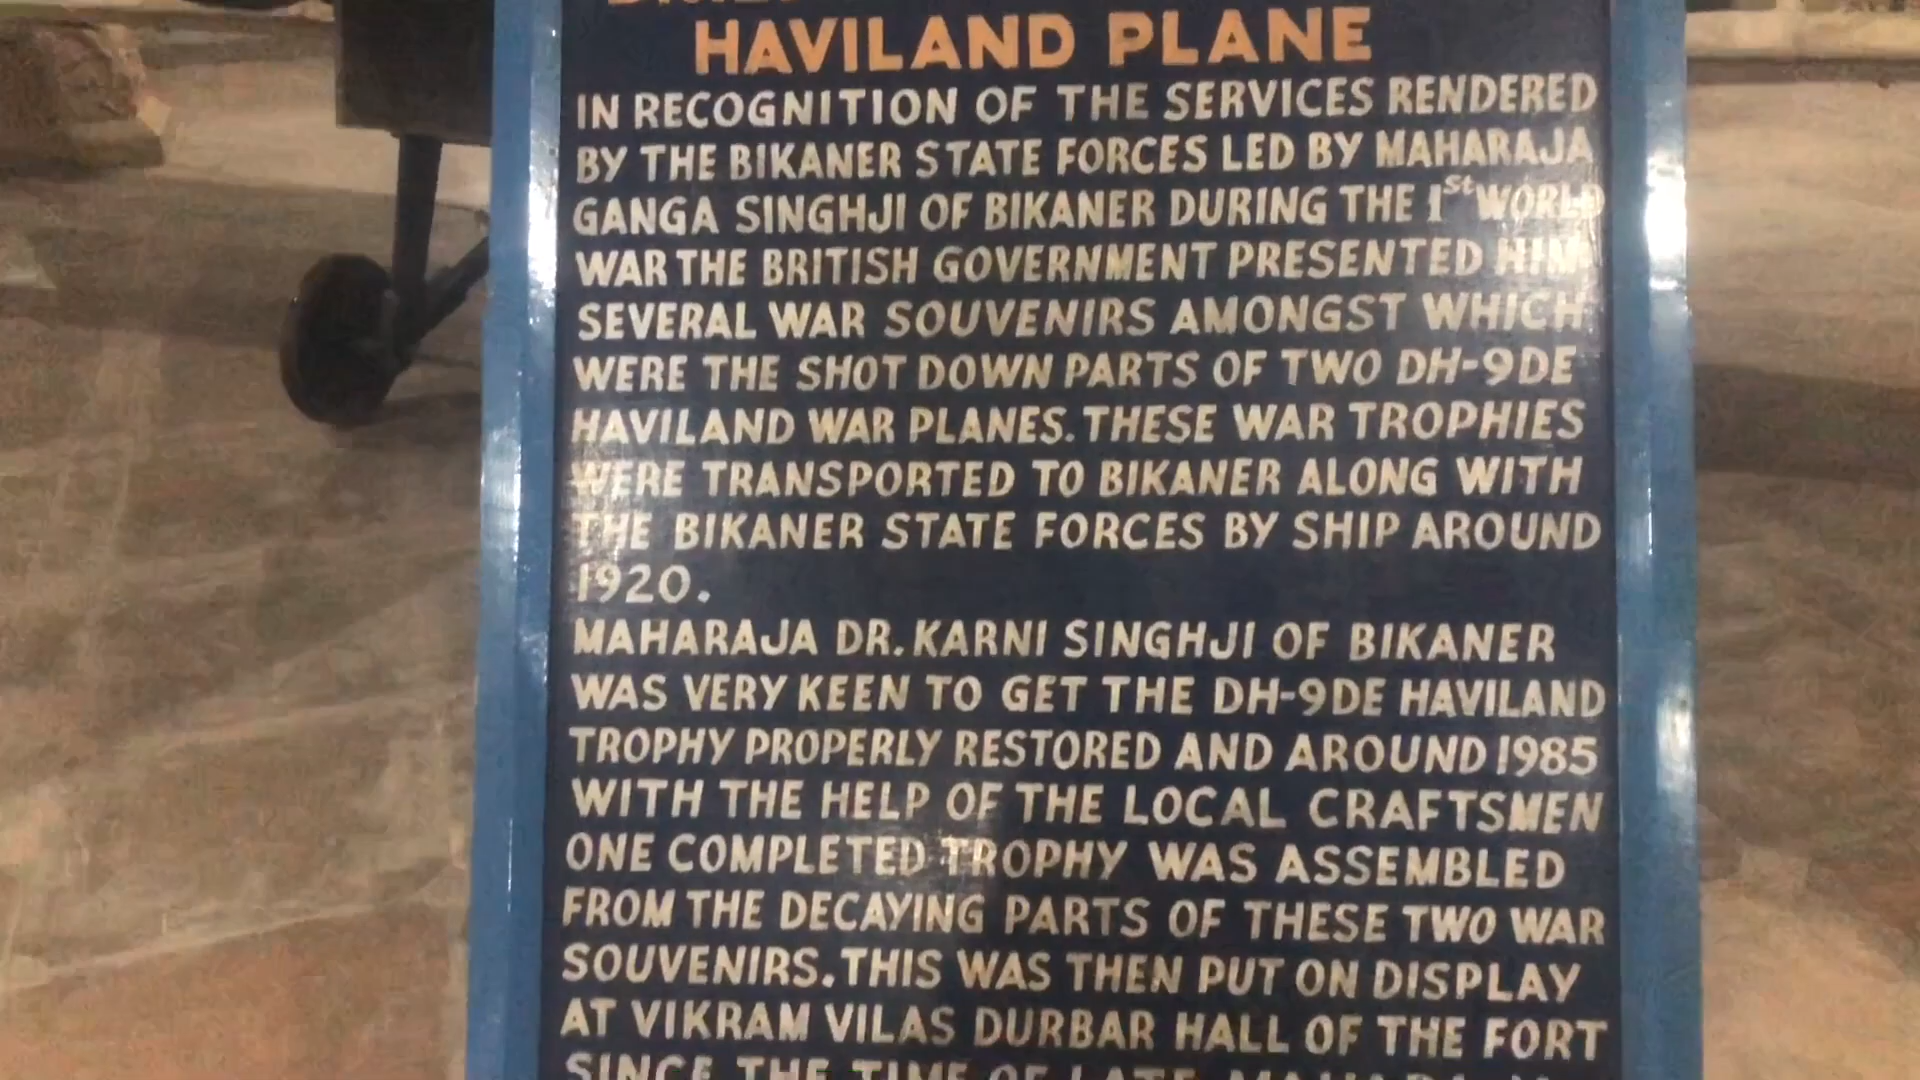 HAVILAND PLANE
IN RECOGNITION OF THE SERVICES RENDERED
BY THE BIKANER STATE FORCES LED BY MAHARAJA
GANGA SINGHJI OF BIKANER DURING THE 1st WORLD
WAR THE BRITISH GOVERNMENT PRESENTED HIM
SEVERAL WAR SOUVENIRS AMONGST WHICH
WERE THE SHOT DOWN PARTS OF TWO DH-9DE
HAVILAND WAR PLANES. THESE WAR TROPHIES
WERE TRANSPORTED TO BIKANER ALONG WITH
THE BIKANER STATE FORCES BY SHIP AROUND
1920.
MAHARAJA DR. KARNI SINGHJI OF BIKANER
WAS VERY KEEN TO GET THE DH-9DE HAVILAND
TROPHY PROPERLY RESTORED AND AROUND 1985
WITH THE HELP OF THE LOCAL CRAFTSMEN
ONE COMPLETED TROPHY WAS ASSEMBLED
FROM THE DECAYING PARTS OF THESE TWO WAR
SOUVENIRS. THIS WAS THEN PUT ON DISPLAY
AT VIKRAM VILAS DURBAR HALL OF THE FORT
SINCE THE TIME OF LATE